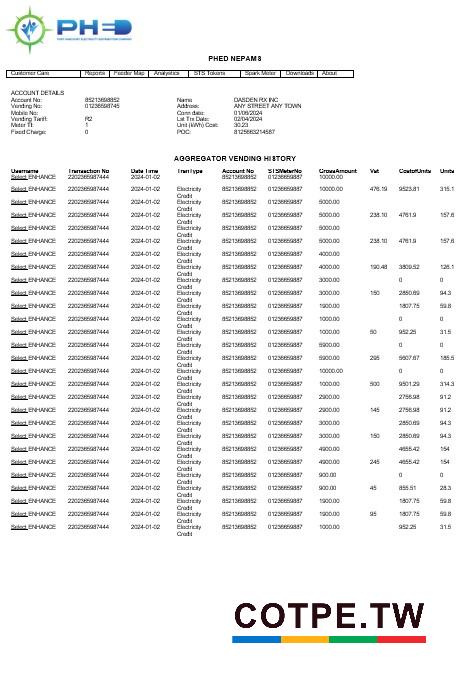 PHED
PORT HARCOURT ELECTRICITY DISTRIBUTION COMPANY
PHED NEPAMS
Customer Care Reports Feeder Map Analystics STS Tokens Spark Meter Downloads About
ACCOUNT DETAILS
Account No: 85213698852 Name DASDEN RX INC
Vending No: 01236598745 Address: ANY STREET ANY TOWN
Mobile No: Conn date: 01/06/2024
Vending Tariff: R2 Lst Trx Date: 02/04/2024
Meter Tt: 1 Unit (kWh) Cost: 30.23
Fixed Charge: 0 POC: 8125663214587
AGGREGATOR VENDING HISTORY
Username Transaction No Date Time TranType Account No STSMeterNo GrossAmount Vat CostofUnits Units
Select ENHANCE 2202365987444 2024-01-02 85213698852 01236659887 10000.00
Select ENHANCE 2202365987444 2024-01-02 Electricity 85213698852 01236659887 10000.00 476.19 9523.81 315.1
Credit
Select ENHANCE 2202365987444 2024-01-02 Electricity 85213698852 01236659887 5000.00
Credit
Select ENHANCE 2202365987444 2024-01-02 Electricity 85213698852 01236659887 5000.00 238.10 4761.9 157.6
Credit
Select ENHANCE 2202365987444 2024-01-02 Electricity 85213698852 01236659887 5000.00
Credit
Select ENHANCE 2202365987444 2024-01-02 Electricity 85213698852 01236659887 5000.00 238.10 4761.9 157.6
Credit
Select ENHANCE 2202365987444 2024-01-02 Electricity 85213698852 01236659887 4000.00
Credit
Select ENHANCE 2202365987444 2024-01-02 Electricity 85213698852 01236659887 4000.00 190.48 3809.52 126.1
Credit
Select ENHANCE 2202365987444 2024-01-02 Electricity 85213698852 01236659887 3000.00 0 0
Credit
Select ENHANCE 2202365987444 2024-01-02 Electricity 85213698852 01236659887 3000.00 150 2850.69 94.3
Credit
Select ENHANCE 2202365987444 2024-01-02 Electricity 85213698852 01236659887 1900.00 1807.75 59.8
Credit
Select ENHANCE 2202365987444 2024-01-02 Electricity 85213698852 01236659887 1000.00 0 0
Credit
Select ENHANCE 2202365987444 2024-01-02 Electricity 85213698852 01236659887 1000.00 50 952.25 31.5
Credit
Select ENHANCE 2202365987444 2024-01-02 Electricity 85213698852 01236659887 5900.00 0 0
Credit
Select ENHANCE 2202365987444 2024-01-02 Electricity 85213698852 01236659887 5900.00 295 5607.67 185.5
Credit
Select ENHANCE 2202365987444 2024-01-02 Electricity 85213698852 01236659887 10000.00 0 0
Credit
Select ENHANCE 2202365987444 2024-01-02 Electricity 85213698852 01236659887 1000.00 500 9501.29 314.3
Credit
Select ENHANCE 2202365987444 2024-01-02 Electricity 85213698852 01236659887 2900.00 2756.98 91.2
Credit
Select ENHANCE 2202365987444 2024-01-02 Electricity 85213698852 01236659887 2900.00 145 2756.98 91.2
Credit
Select ENHANCE 2202365987444 2024-01-02 Electricity 85213698852 01236659887 3000.00 2850.69 94.3
Credit
Select ENHANCE 2202365987444 2024-01-02 Electricity 85213698852 01236659887 3000.00 150 2850.69 94.3
Credit
Select ENHANCE 2202365987444 2024-01-02 Electricity 85213698852 01236659887 4900.00 4655.42 154
Credit
Select ENHANCE 2202365987444 2024-01-02 Electricity 85213698852 01236659887 4900.00 245 4655.42 154
Credit
Select ENHANCE 2202365987444 2024-01-02 Electricity 85213698852 01236659887 900.00 0 0
Credit
Select ENHANCE 2202365987444 2024-01-02 Electricity 85213698852 01236659887 900.00 45 855.51 28.3
Credit
Select ENHANCE 2202365987444 2024-01-02 Electricity 85213698852 01236659887 1900.00 1807.75 59.8
Credit
Select ENHANCE 2202365987444 2024-01-02 Electricity 85213698852 01236659887 1900.00 95 1807.75 59.8
Credit
Select ENHANCE 2202365987444 2024-01-02 Electricity 85213698852 01236659887 1000.00 952.25 31.5
Credit
COTPE.TW